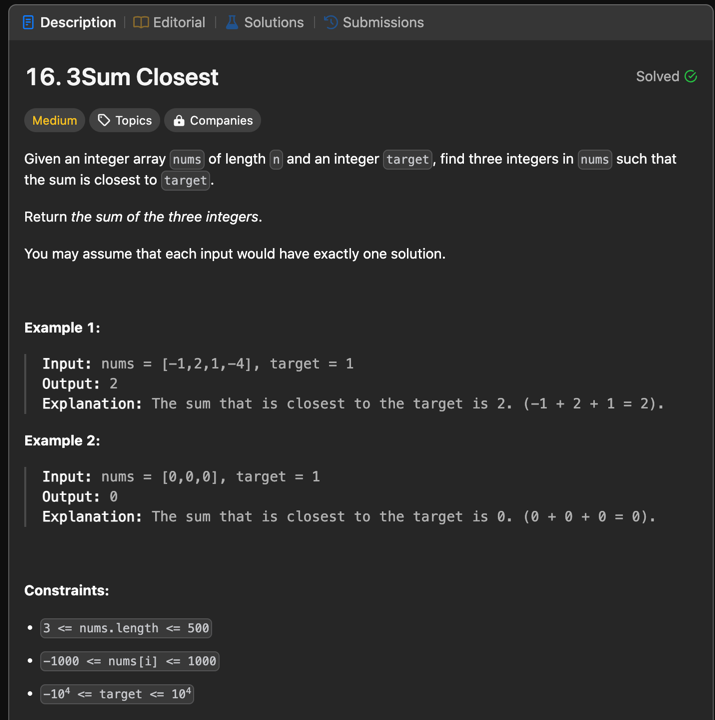 Description | Editorial | Solutions | Submissions
16. 3Sum Closest
Solved
Medium Topics Companies
Given an integer array nums of length n and an integer target, find three integers in nums such that
the sum is closest to target.
Return the sum of the three integers.
You may assume that each input would have exactly one solution.
Example 1:
Input: nums = [-1,2,1,-4], target = 1
Output: 2
Explanation: The sum that is closest to the target is 2. (-1 + 2 + 1 = 2).
Example 2:
Input: nums = [0,0,0], target = 1
Output: 0
Explanation: The sum that is closest to the target is 0. (0 + 0 + 0 = 0).
Constraints:
• 3 <= nums.length <= 500
• -1000 <= nums[i] <= 1000
• -10⁴ <= target <= 10⁴